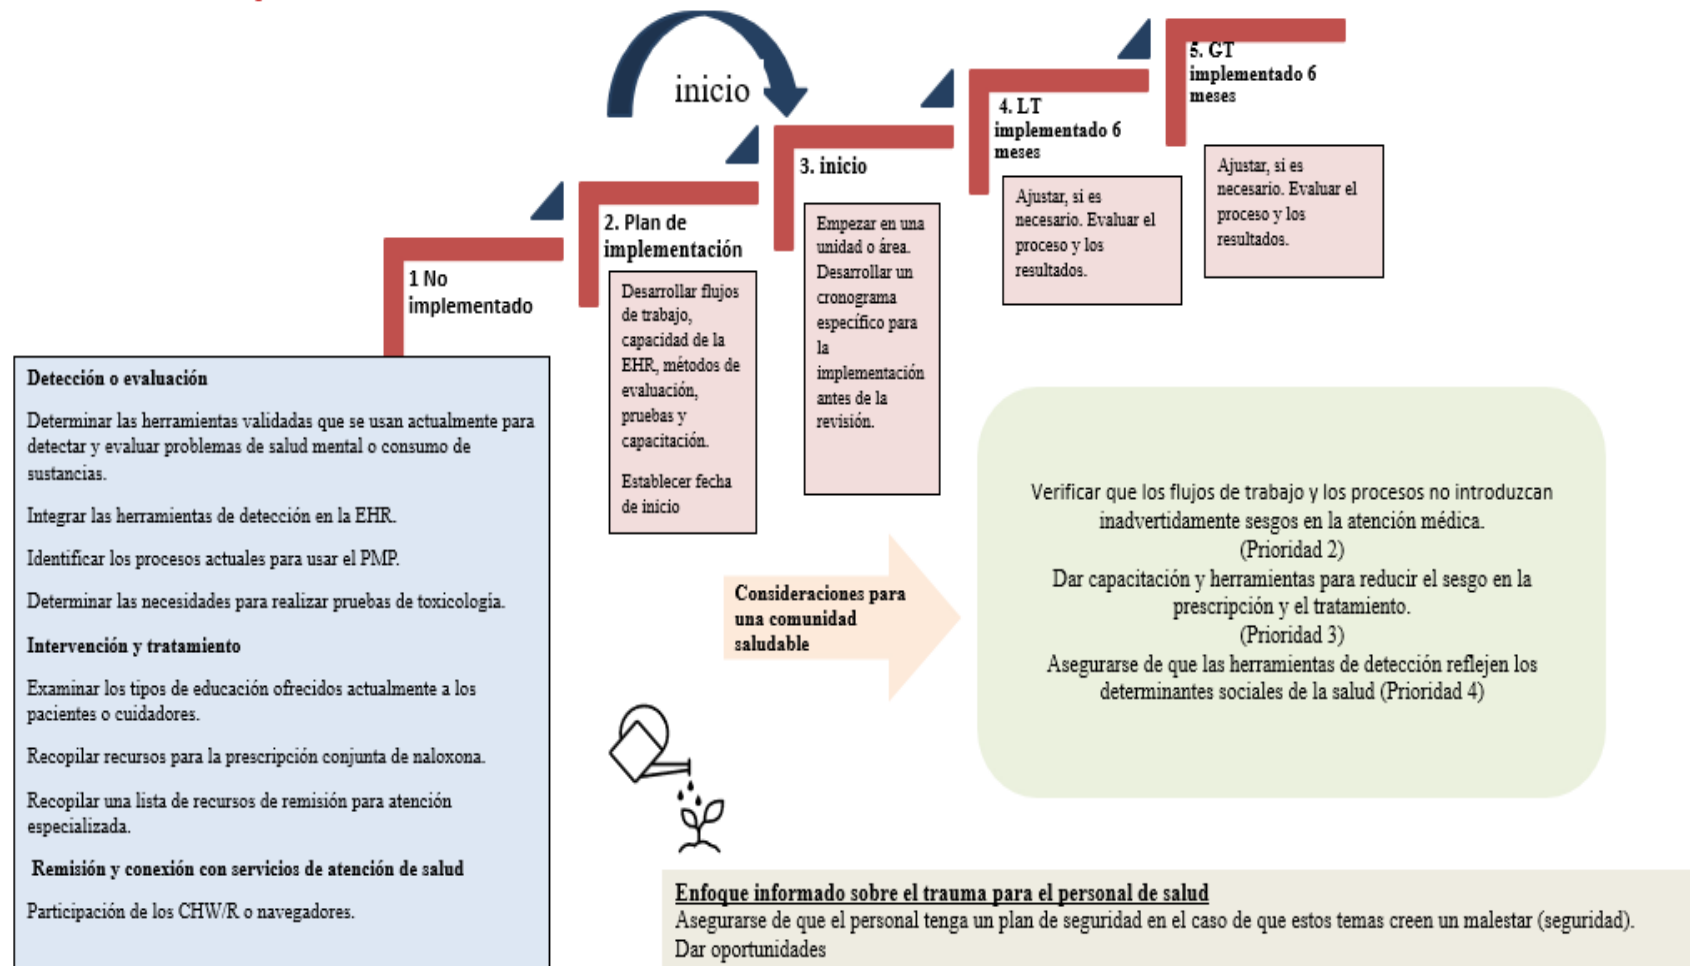 inicio
5. GT
implementado 6
meses
4. LT
implementado 6
meses
3. inicio
2. Plan de
implementación
1 No
implementado
Ajustar, si es
necesario. Evaluar el
proceso y los
resultados.
Ajustar, si es
necesario. Evaluar el
proceso y los
resultados.
Empezar en una
unidad o área.
Desarrollar un
cronograma
específico para
la
implementación
antes de la
revisión.
Desarrollar flujos
de trabajo,
capacidad de la
EHR, métodos de
evaluación,
pruebas y
capacitación.
Establecer fecha
de inicio
Detección o evaluación
Determinar las herramientas validadas que se usan actualmente para
detectar y evaluar problemas de salud mental o consumo de
sustancias.
Integrar las herramientas de detección en la EHR.
Identificar los procesos actuales para usar el PMP.
Determinar las necesidades para realizar pruebas de toxicología.
Intervención y tratamiento
Examinar los tipos de educación ofrecidos actualmente a los
pacientes o cuidadores.
Recopilar recursos para la prescripción conjunta de naloxona.
Recopilar una lista de recursos de remisión para atención
especializada.
Remisión y conexión con servicios de atención de salud
Participación de los CHW/R o navegadores.
Consideraciones para
una comunidad
saludable
Verificar que los flujos de trabajo y los procesos no introduzcan
inadvertidamente sesgos en la atención médica.
(Prioridad 2)
Dar capacitación y herramientas para reducir el sesgo en la
prescripción y el tratamiento.
(Prioridad 3)
Asegurarse de que las herramientas de detección reflejen los
determinantes sociales de la salud (Prioridad 4)
Enfoque informado sobre el trauma para el personal de salud
Asegurarse de que el personal tenga un plan de seguridad en el caso de que estos temas creen un malestar (seguridad).
Dar oportunidades